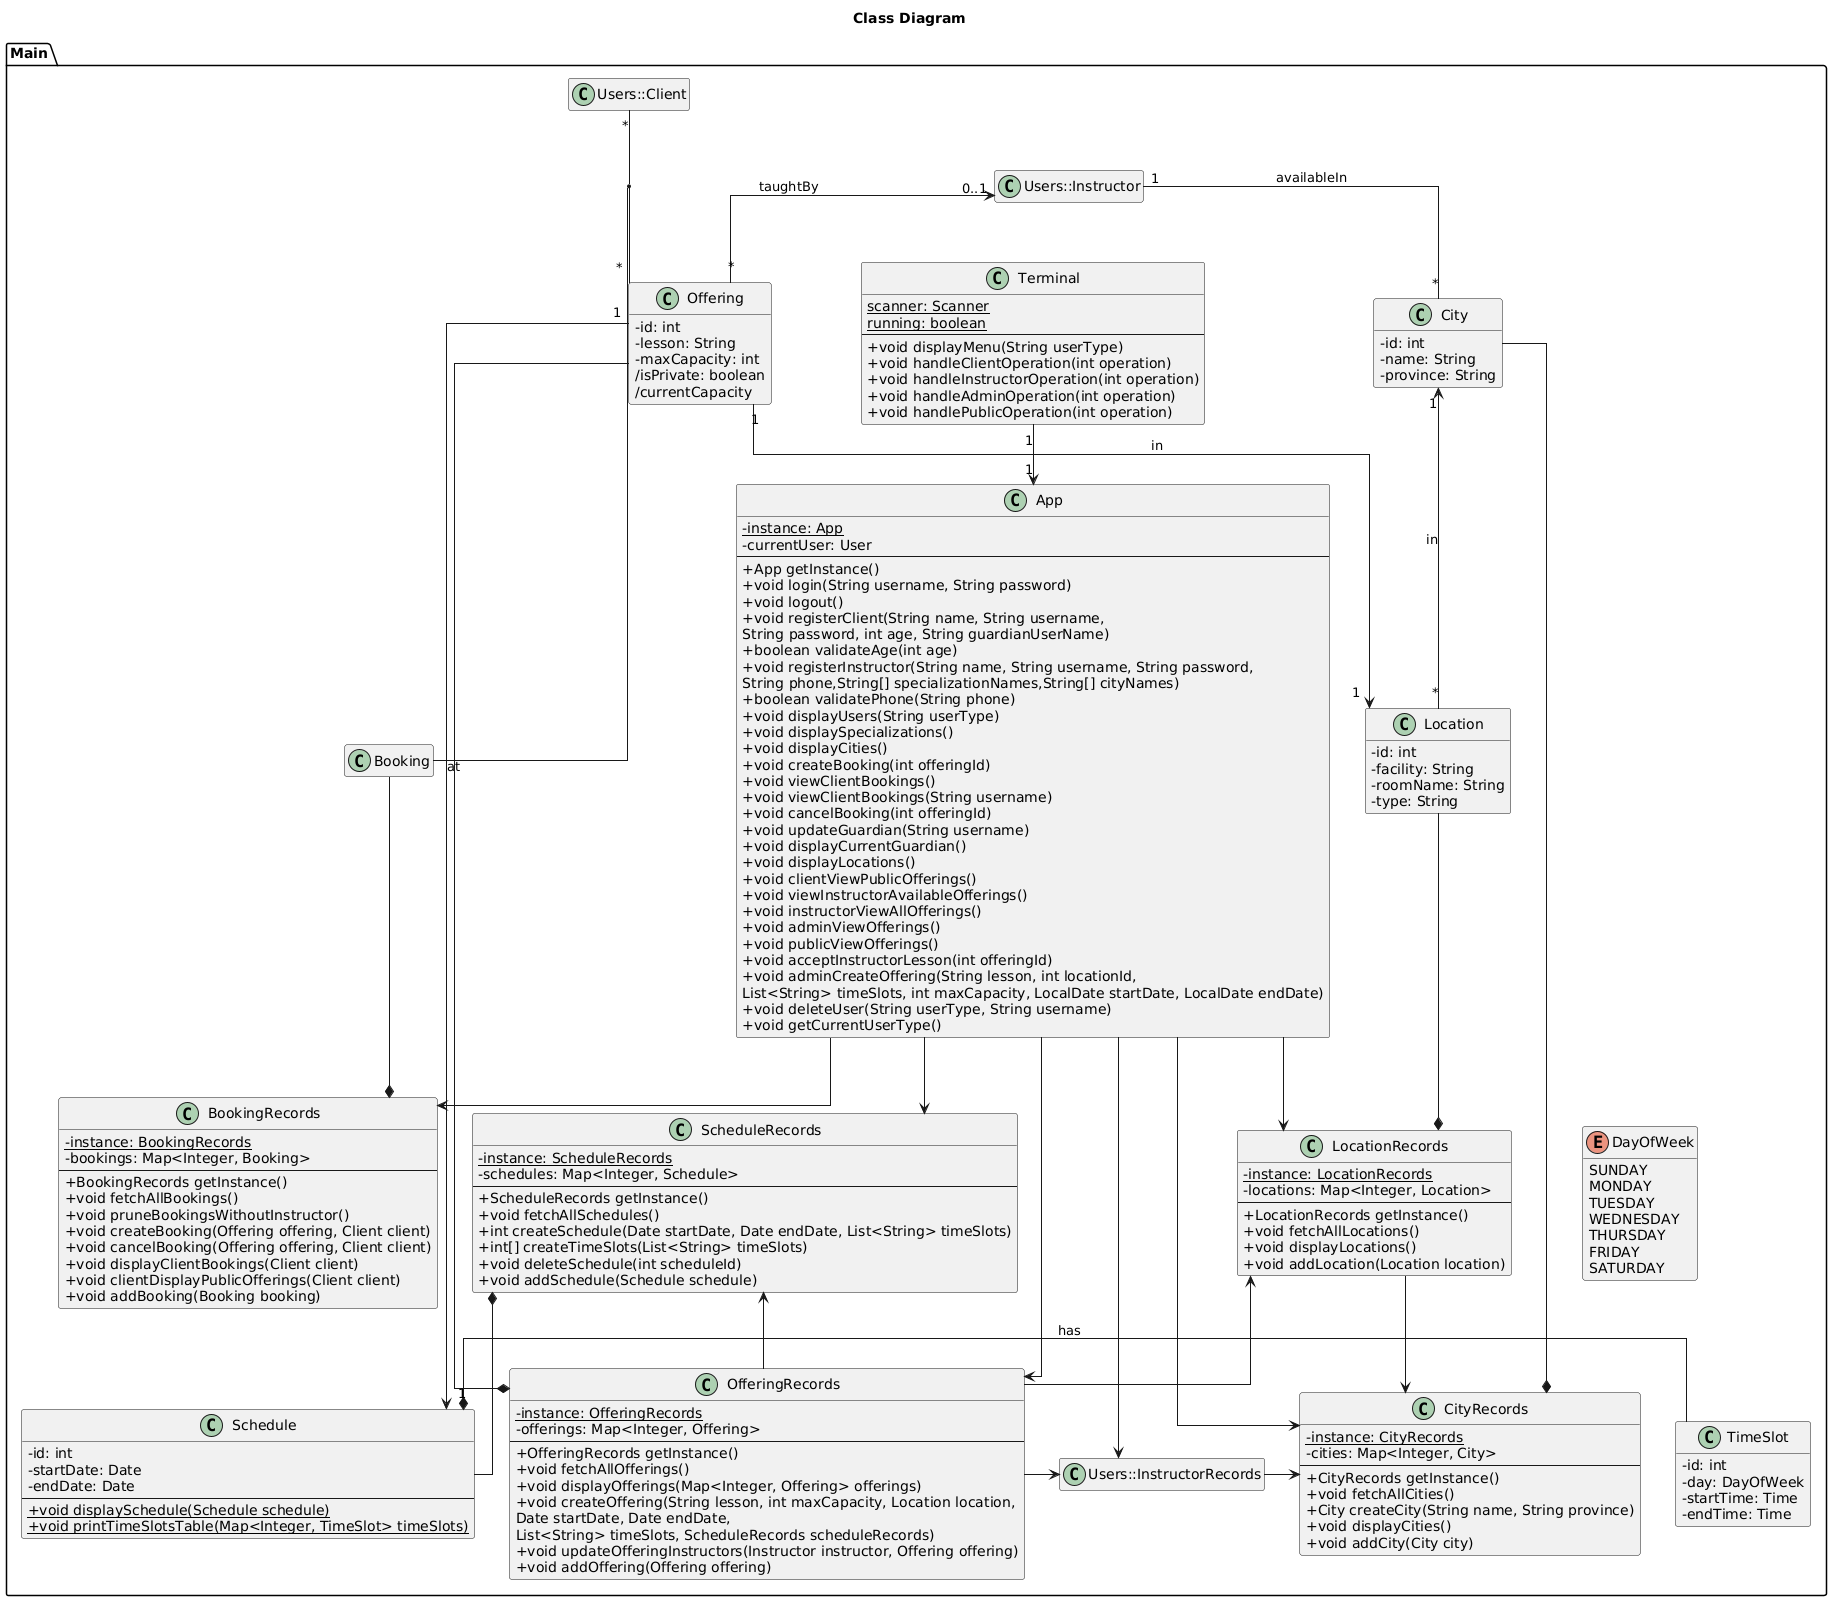 Class Diagram
Main
C Users::Client
*
C Users::Instructor
taughtBy
0..1
1
availableIn
*
*
*
C Offering
-id: int
-lesson: String
-maxCapacity: int
/isPrivate: boolean
/currentCapacity
1
1
C Terminal
scanner: Scanner
running: boolean
+void displayMenu(String userType)
+void handleClientOperation(int operation)
+void handleInstructorOperation(int operation)
+void handleAdminOperation(int operation)
+void handlePublicOperation(int operation)
C City
-id: int
-name: String
-province: String
1
1
in
1
C App
-instance: App
-currentUser: User
+App getInstance()
+void login(String username, String password)
+void logout()
+void registerClient(String name, String username,
String password, int age, String guardianUserName)
+boolean validateAge(int age)
+void registerInstructor(String name, String username, String password,
String phone,String[] specializationNames,String[] cityNames)
+boolean validatePhone(String phone)
+void displayUsers(String userType)
+void displaySpecializations()
+void displayCities()
+void createBooking(int offeringId)
+void viewClientBookings()
+void viewClientBookings(String username)
+void cancelBooking(int offeringId)
+void updateGuardian(String username)
+void displayCurrentGuardian()
+void displayLocations()
+void clientViewPublicOfferings()
+void viewInstructorAvailableOfferings()
+void instructorViewAllOfferings()
+void adminViewOfferings()
+void publicViewOfferings()
+void acceptInstructorLesson(int offeringId)
+void adminCreateOffering(String lesson, int locationId,
List<String> timeSlots, int maxCapacity, LocalDate startDate, LocalDate endDate)
+void deleteUser(String userType, String username)
+void getCurrentUserType()
in
1
*
C Location
-id: int
-facility: String
-roomName: String
-type: String
C Booking
at
C BookingRecords
-instance: BookingRecords
-bookings: Map<Integer, Booking>
+BookingRecords getInstance()
+void fetchAllBookings()
+void pruneBookingsWithoutInstructor()
+void createBooking(Offering offering, Client client)
+void cancelBooking(Offering offering, Client client)
+void displayClientBookings(Client client)
+void clientDisplayPublicOfferings(Client client)
+void addBooking(Booking booking)
C ScheduleRecords
-instance: ScheduleRecords
-schedules: Map<Integer, Schedule>
+ScheduleRecords getInstance()
+void fetchAllSchedules()
+int createSchedule(Date startDate, Date endDate, List<String> timeSlots)
+int[] createTimeSlots(List<String> timeSlots)
+void deleteSchedule(int scheduleId)
+void addSchedule(Schedule schedule)
C LocationRecords
-instance: LocationRecords
-locations: Map<Integer, Location>
+LocationRecords getInstance()
+void fetchAllLocations()
+void displayLocations()
+void addLocation(Location location)
E DayOfWeek
SUNDAY
MONDAY
TUESDAY
WEDNESDAY
THURSDAY
FRIDAY
SATURDAY
has
1
C Schedule
-id: int
-startDate: Date
-endDate: Date
+void displaySchedule(Schedule schedule)
+void printTimeSlotsTable(Map<Integer, TimeSlot> timeSlots)
C OfferingRecords
-instance: OfferingRecords
-offerings: Map<Integer, Offering>
+OfferingRecords getInstance()
+void fetchAllOfferings()
+void displayOfferings(Map<Integer, Offering> offerings)
+void createOffering(String lesson, int maxCapacity, Location location,
Date startDate, Date endDate,
List<String> timeSlots, ScheduleRecords scheduleRecords)
+void updateOfferingInstructors(Instructor instructor, Offering offering)
+void addOffering(Offering offering)
C Users::InstructorRecords
C CityRecords
-instance: CityRecords
-cities: Map<Integer, City>
+CityRecords getInstance()
+void fetchAllCities()
+City createCity(String name, String province)
+void displayCities()
+void addCity(City city)
C TimeSlot
-id: int
-day: DayOfWeek
-startTime: Time
-endTime: Time